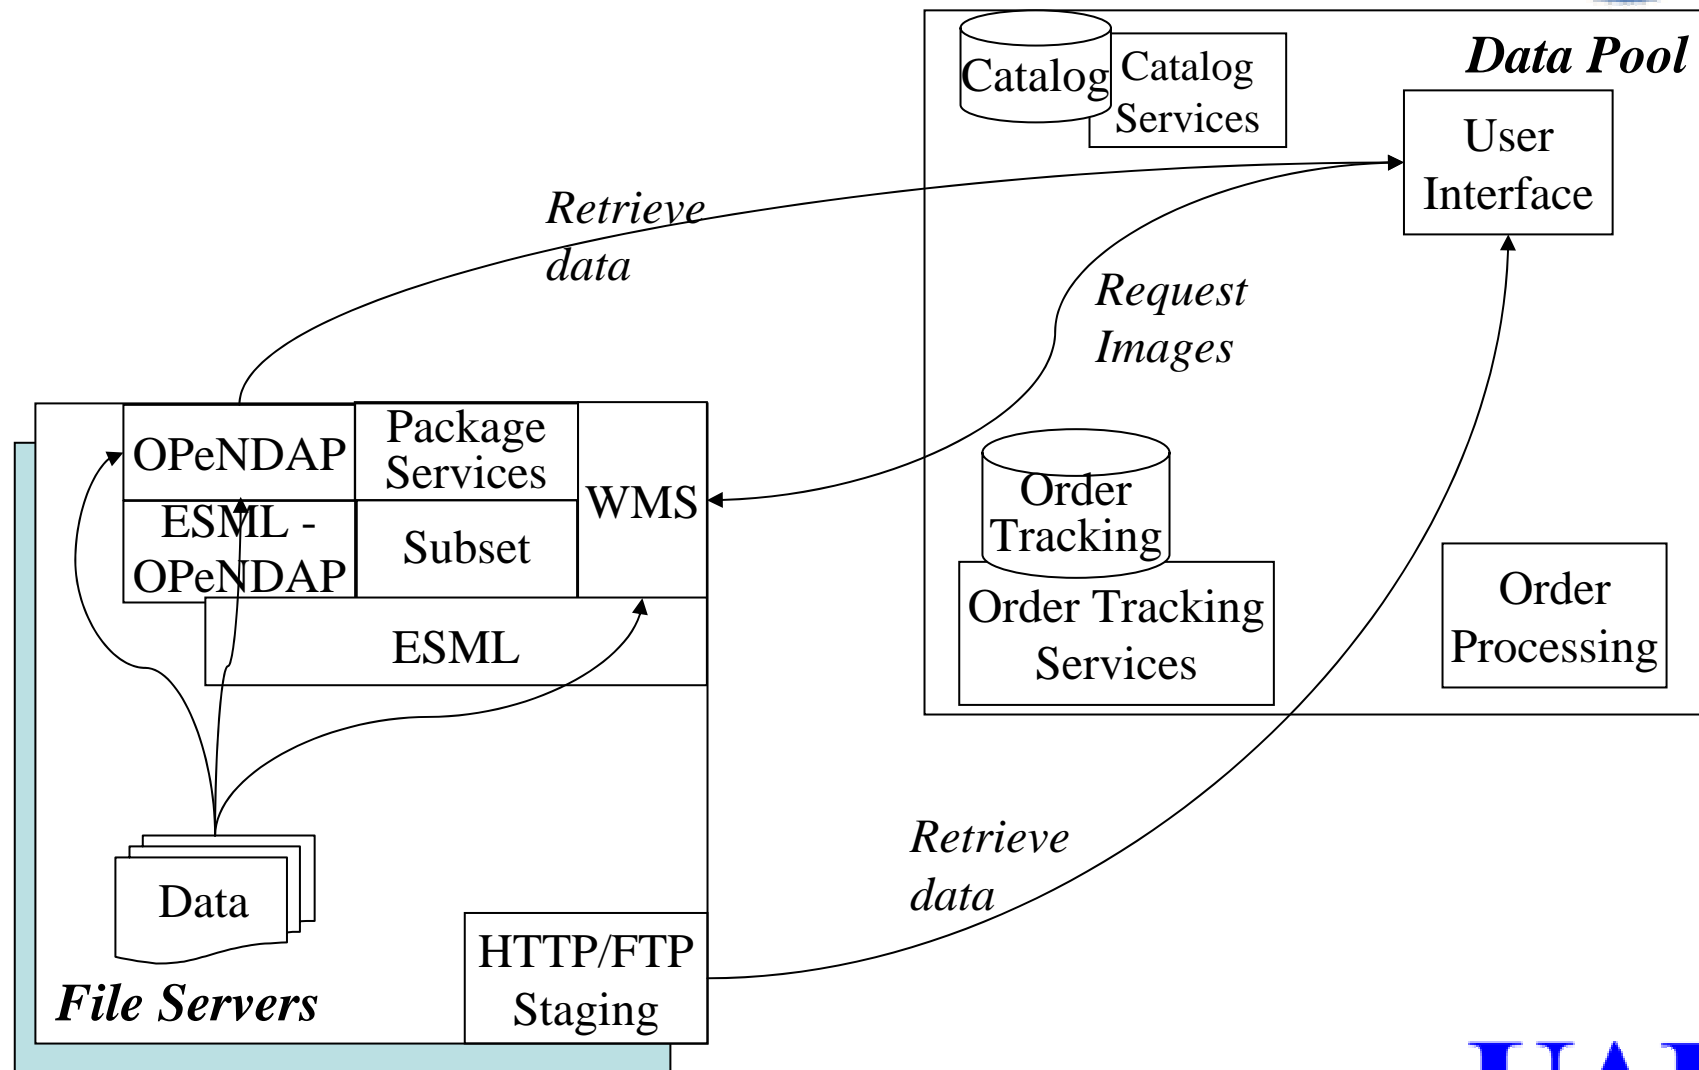 Data Pool
Catalog
Catalog
Services
User
Interface
Retrieve
data
Request
Images
OPeNDAP
Package
Services
WMS
ESML -
OPeNDAP
Subset
ESML
Order
Tracking
Order Tracking
Services
Order
Processing
Retrieve
data
Data
HTTP/FTP
Staging
File Servers